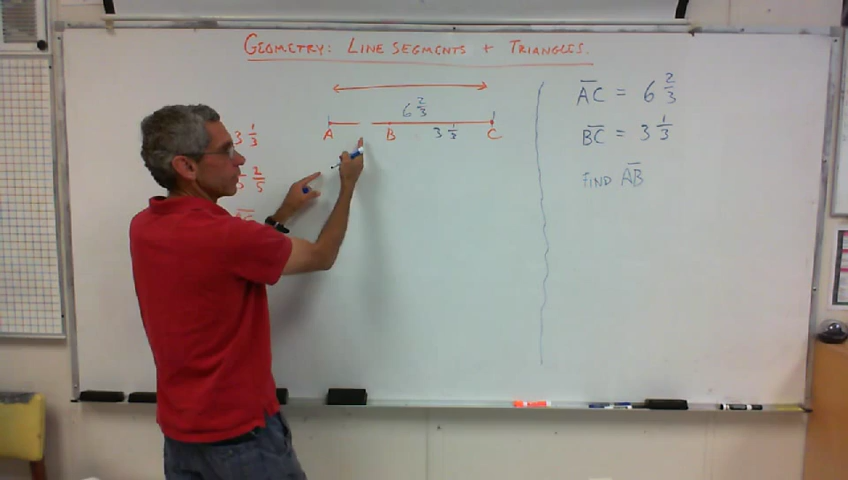 GEOMETRY: LINE SEGMENTS + TRIANGLES.
6 2/3
A B 3 1/3 C
3 1/3
2/5
AC = 6 2/3
BC = 3 1/3
FIND AB